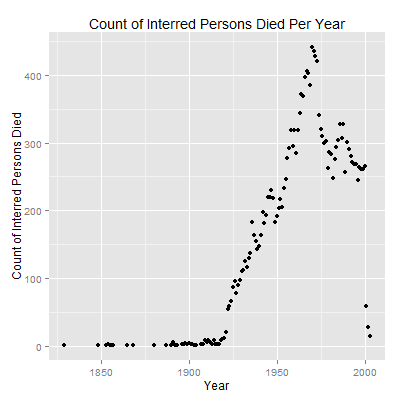 Count of Interred Persons Died Per Year
Count of Interred Persons Died
400
300
200
100
0
1850 1900 1950 2000
Year